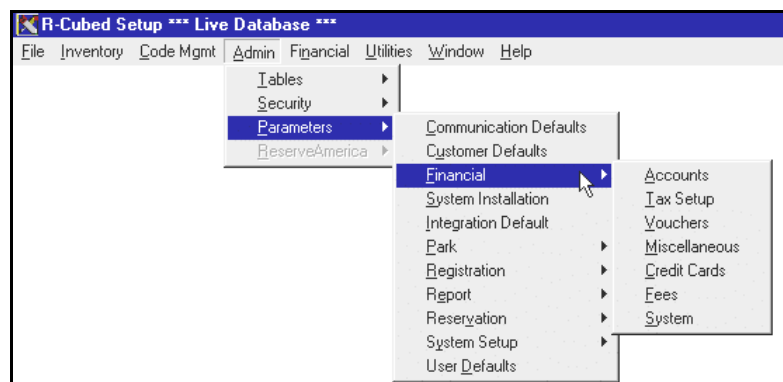 R-Cubed Setup *** Live Database ***
File Inventory Code Mgmt Admin Financial Utilities Window Help
Tables
Security
Parameters
ReserveAmerica
Communication Defaults
Customer Defaults
Financial
System Installation
Integration Default
Park
Registration
Report
Reservation
System Setup
User Defaults
Accounts
Tax Setup
Vouchers
Miscellaneous
Credit Cards
Fees
System